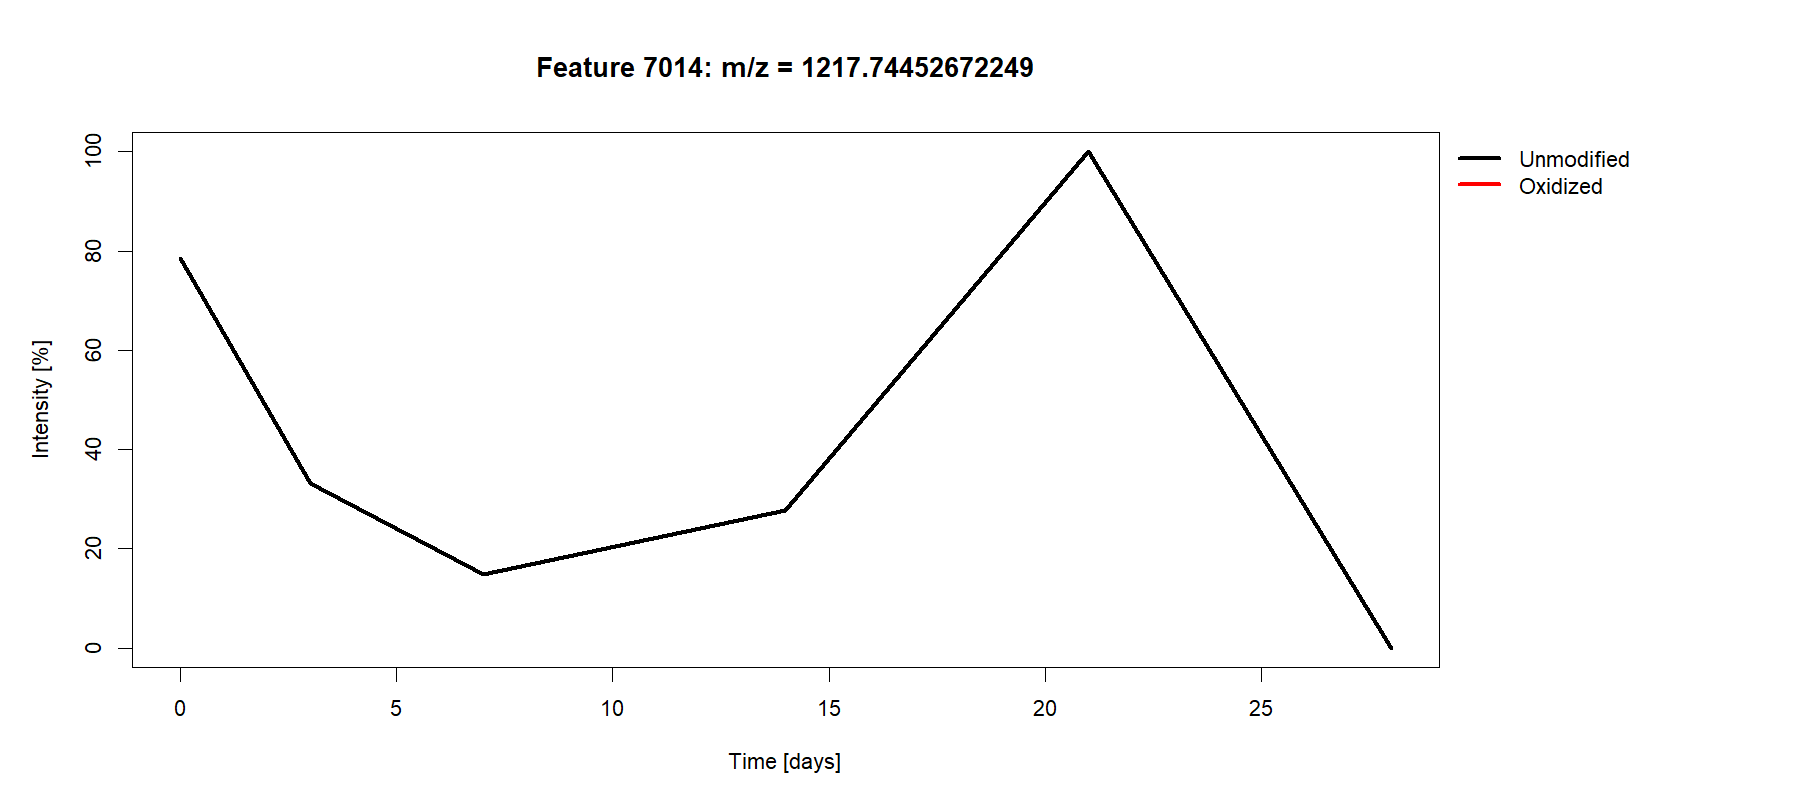 Feature 7014: m/z = 1217.74452672249
Unmodified
Oxidized
Intensity [%]
100
80
60
40
20
0
0 5 10 15 20 25
Time [days]